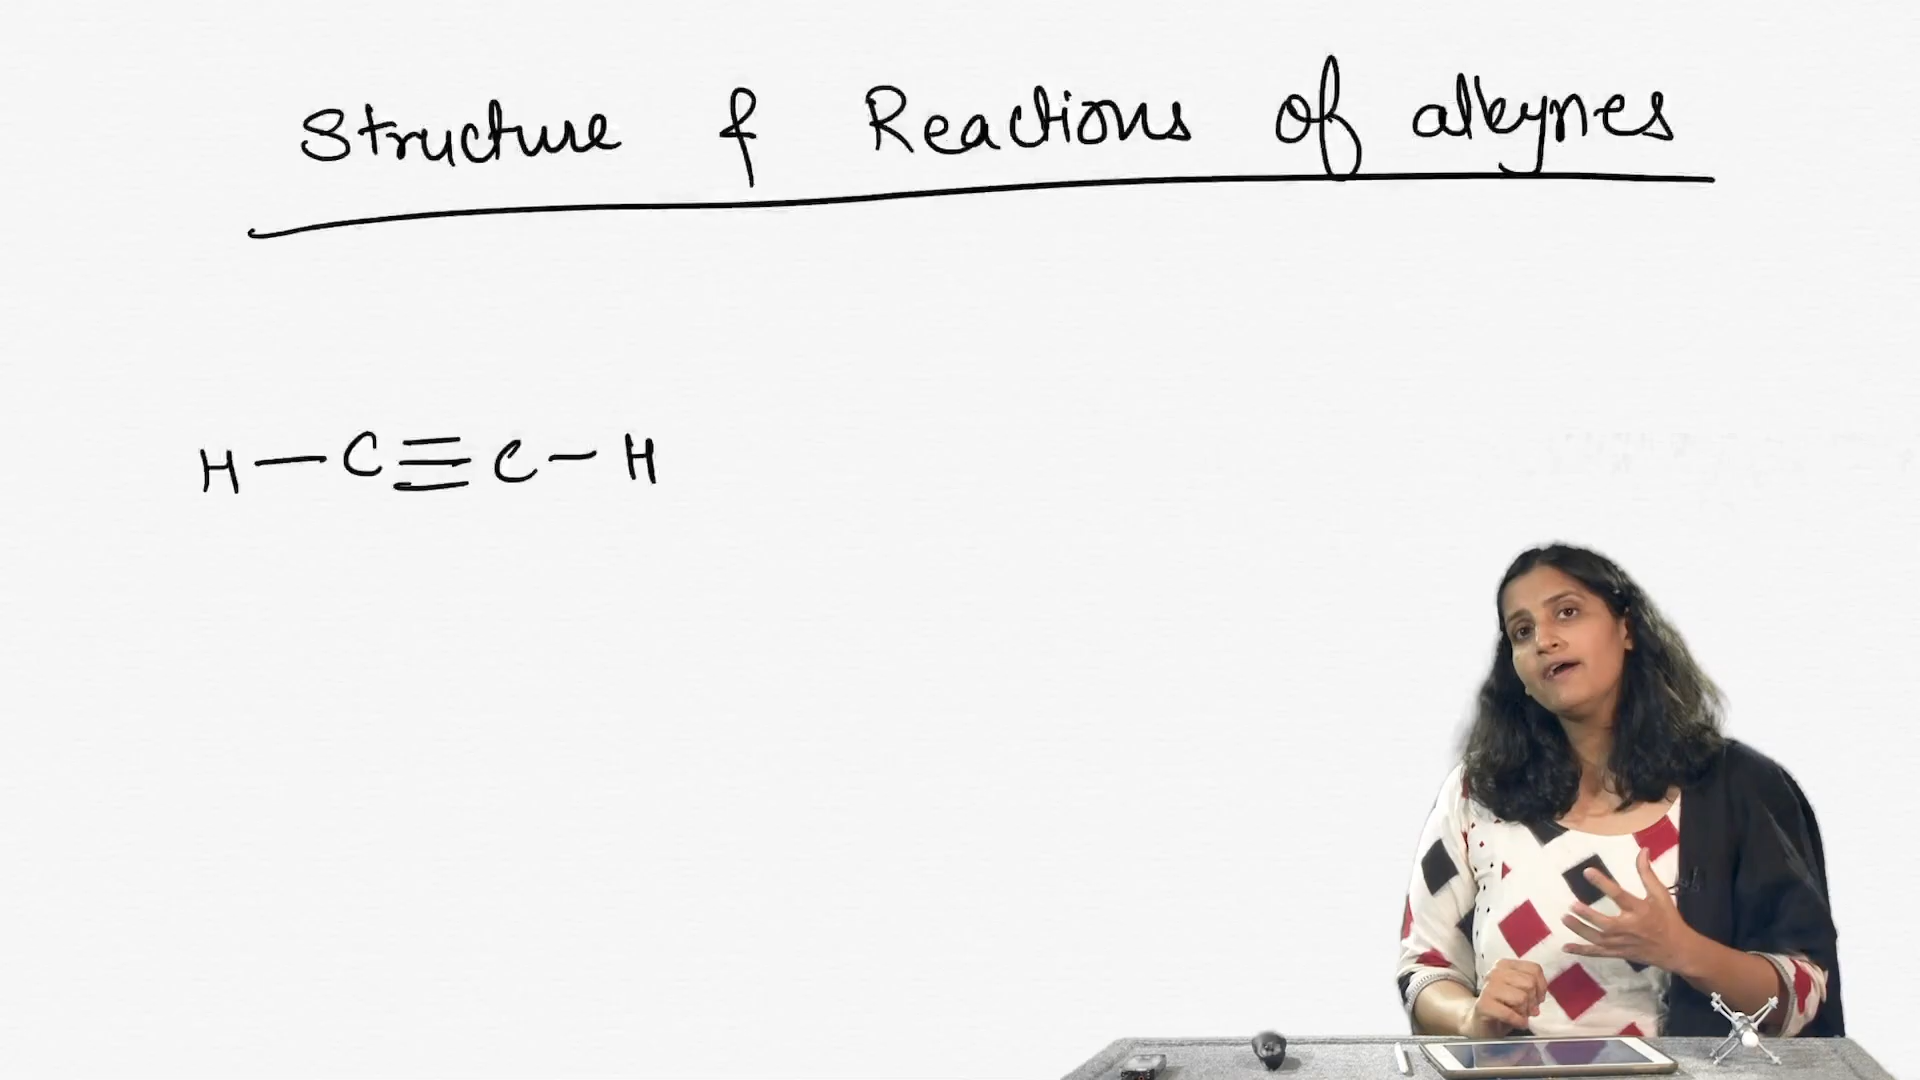 Structure & Reactions of alkynes
H — C ≡ C — H